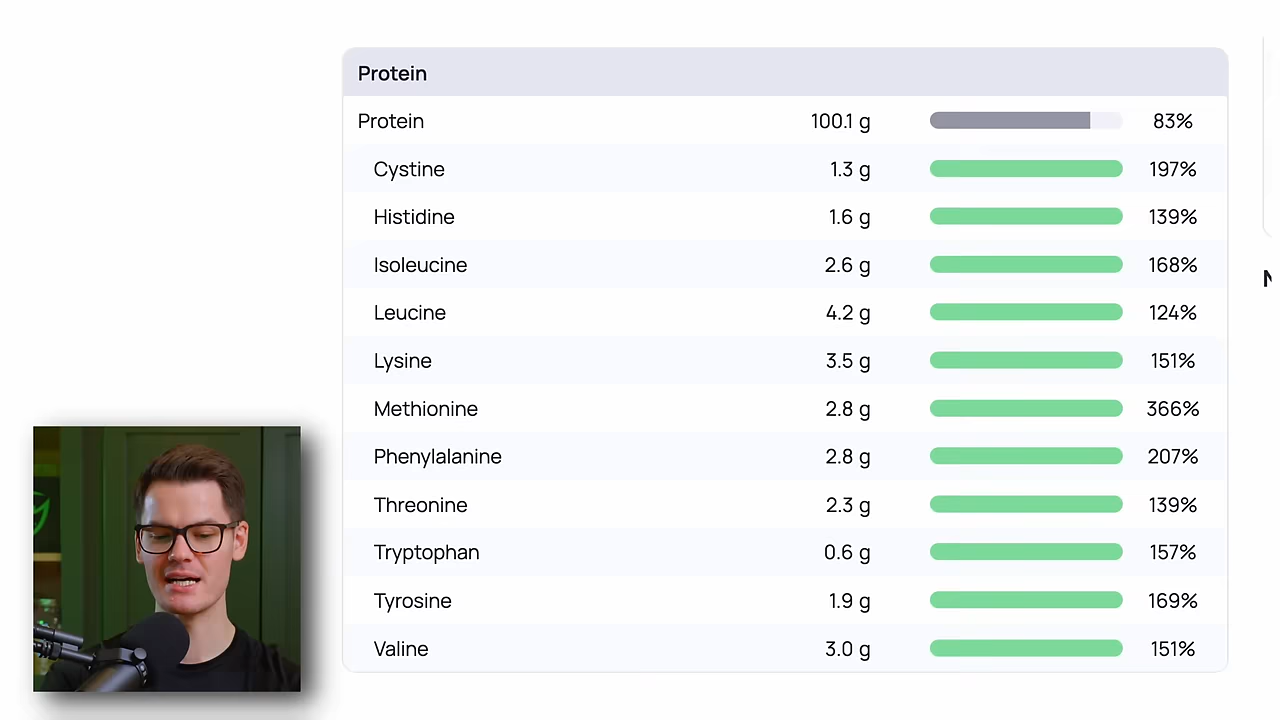 Protein
Protein 100.1 g 83%
Cystine 1.3 g 197%
Histidine 1.6 g 139%
Isoleucine 2.6 g 168%
Leucine 4.2 g 124%
Lysine 3.5 g 151%
Methionine 2.8 g 366%
Phenylalanine 2.8 g 207%
Threonine 2.3 g 139%
Tryptophan 0.6 g 157%
Tyrosine 1.9 g 169%
Valine 3.0 g 151%